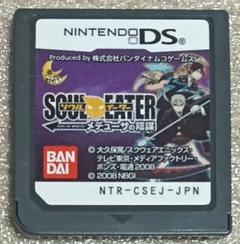 NINTENDO DS
Produced by 株式会社バンダイナムコゲームス
SOUL EATER
ソウルイーター
メデューサの陰謀
BAN
DAI
© 大久保篤/スクウェアエニックス・
テレビ東京・メディアファクトリー・
ボンズ・電通 2008
© 2008 NBGI
NTR-CSEJ-JPN